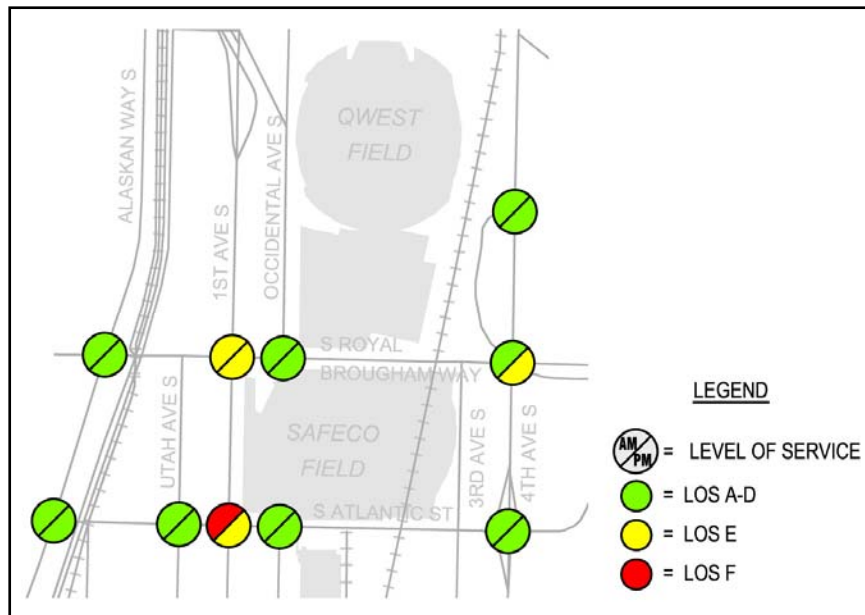 ALASKAN WAY S
1ST AVE S
OCCIDENTAL AVE S
QWEST
FIELD
S ROYAL
BROUGHAM WAY
UTAH AVE S
SAFECO
FIELD
3RD AVE S
4TH AVE S
S ATLANTIC ST
LEGEND
AM/PM = LEVEL OF SERVICE
= LOS A-D
= LOS E
= LOS F